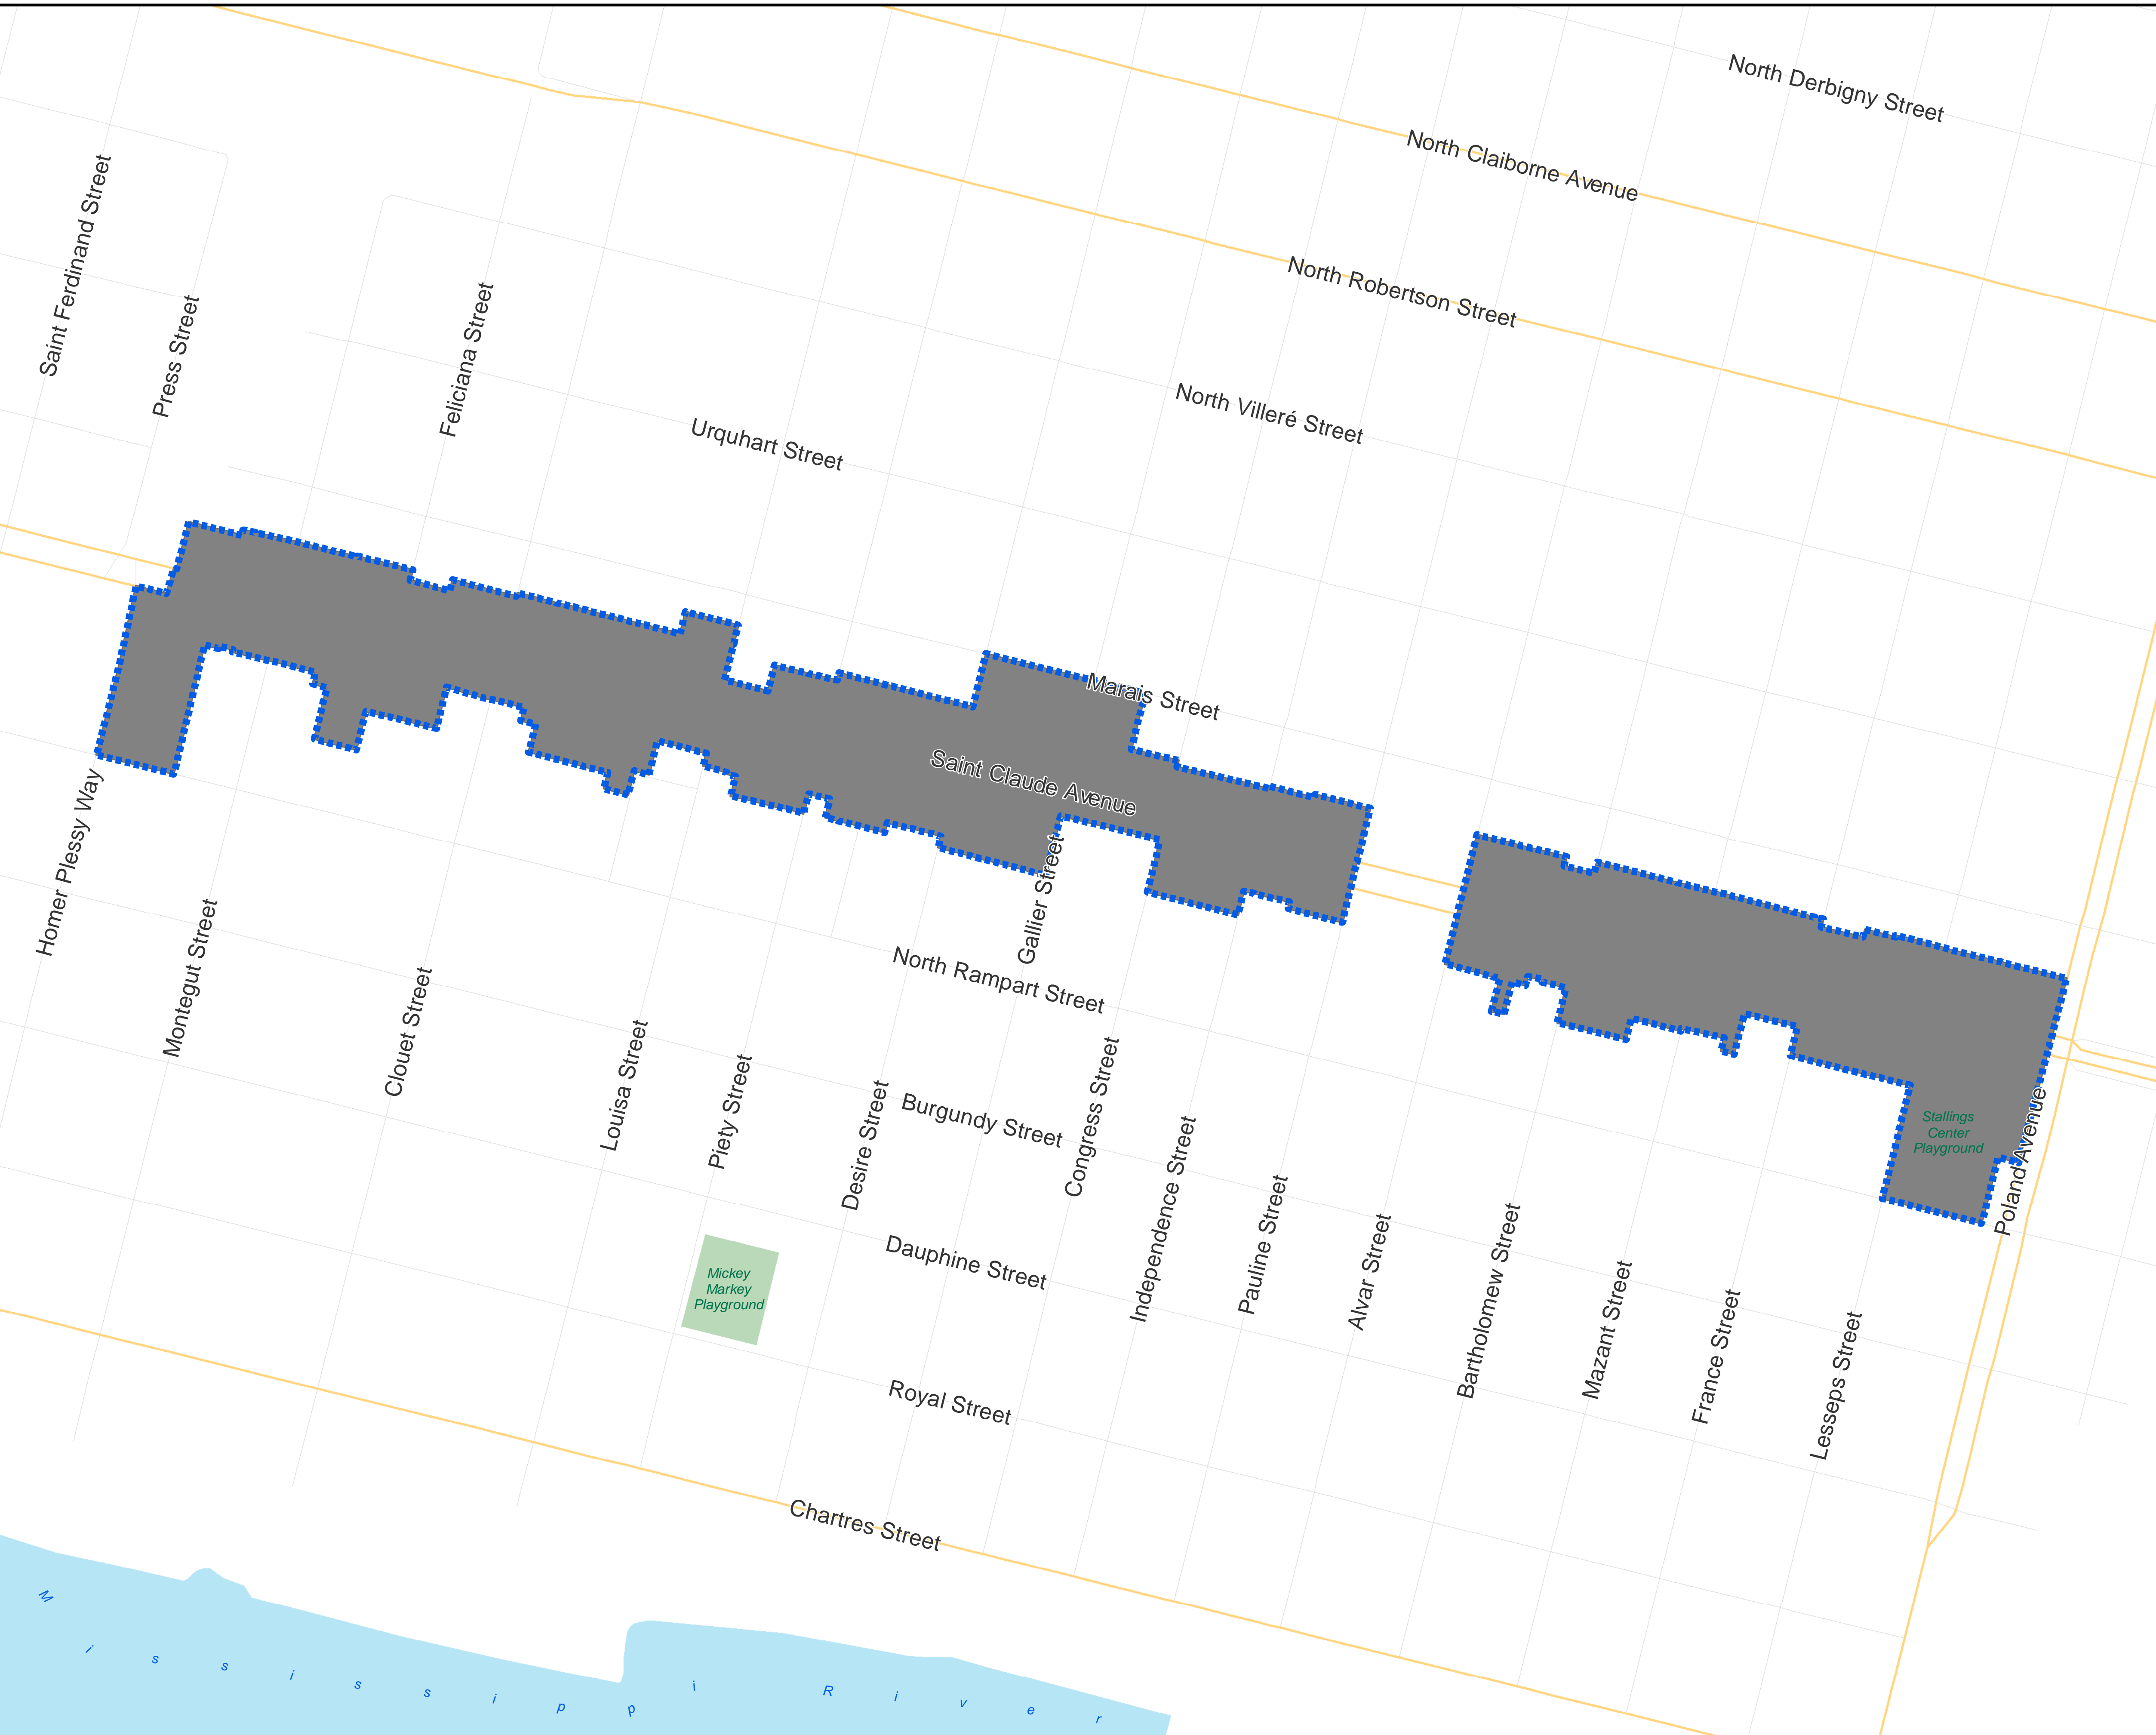 North Derbigny Street
North Claiborne Avenue
Saint Ferdinand Street
Press Street
Feliciana Street
North Robertson Street
North Villeré Street
Urquhart Street
Marais Street
Saint Claude Avenue
Homer Plessy Way
Montegut Street
Clouet Street
Louisa Street
Piety Street
Desire Street
Gallier Street
North Rampart Street
Burgundy Street
Congress Street
Independence Street
Pauline Street
Alvar Street
Bartholomew Street
Mazant Street
France Street
Lesseps Street
Poland Avenue
Stallings
Center
Playground
Dauphine Street
Mickey
Markey
Playground
Royal Street
Chartres Street
Mississippi River